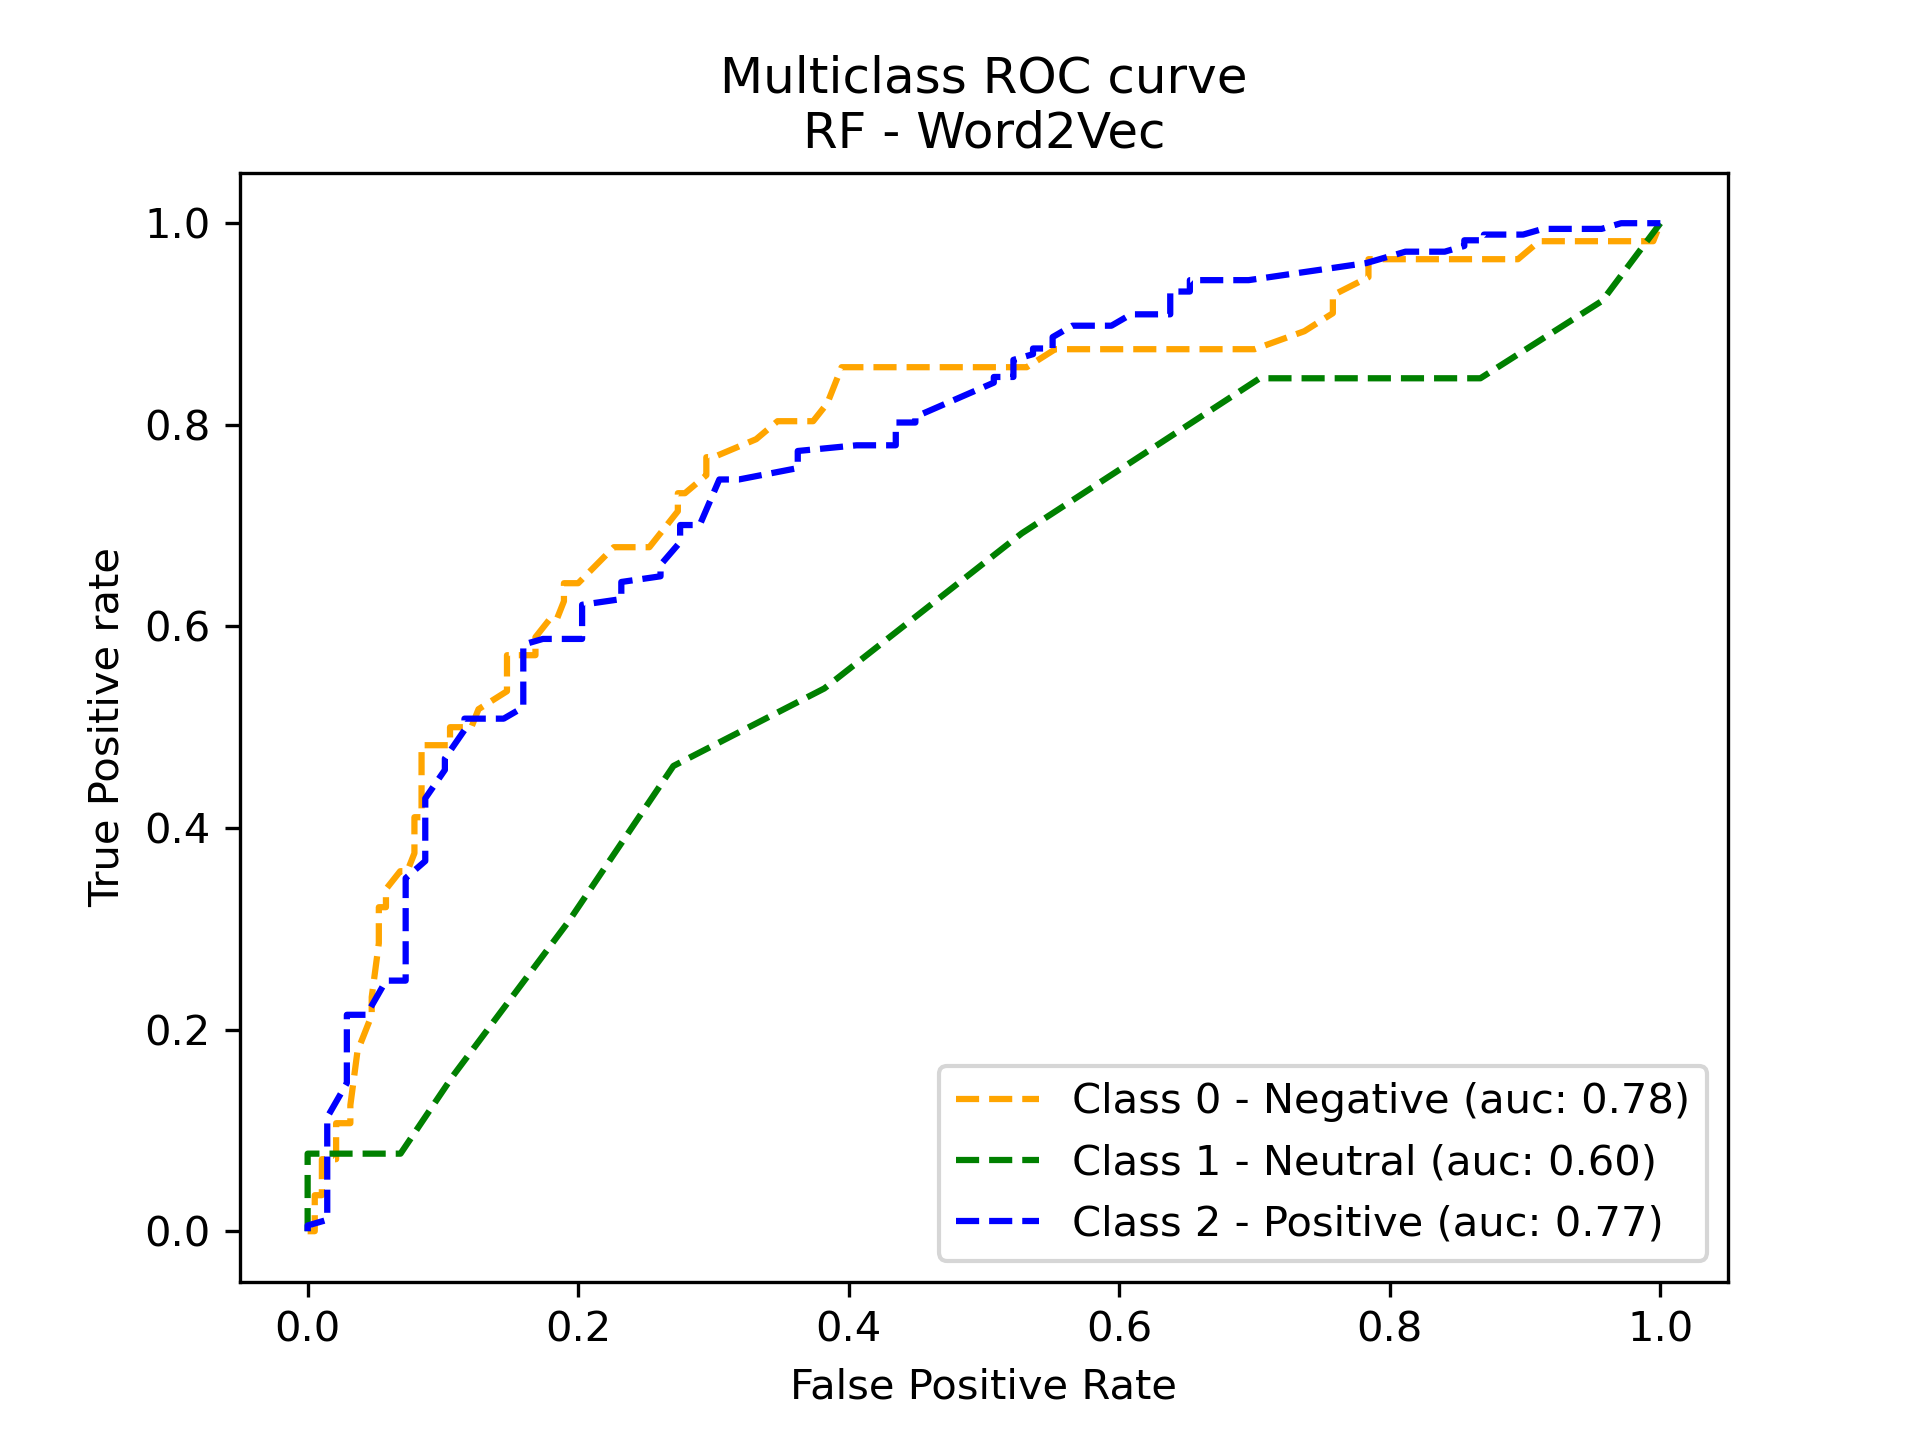 Multiclass ROC curve
RF - Word2Vec
True Positive rate
1.0
0.8
0.6
0.4
0.2
0.0
Class 0 - Negative (auc: 0.78)
Class 1 - Neutral (auc: 0.60)
Class 2 - Positive (auc: 0.77)
0.0 0.2 0.4 0.6 0.8 1.0
False Positive Rate